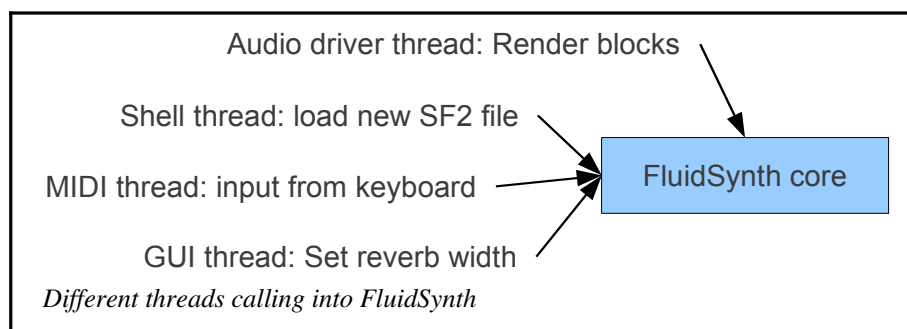 Audio driver thread: Render blocks
Shell thread: load new SF2 file
FluidSynth core
MIDI thread: input from keyboard
GUI thread: Set reverb width
Different threads calling into FluidSynth